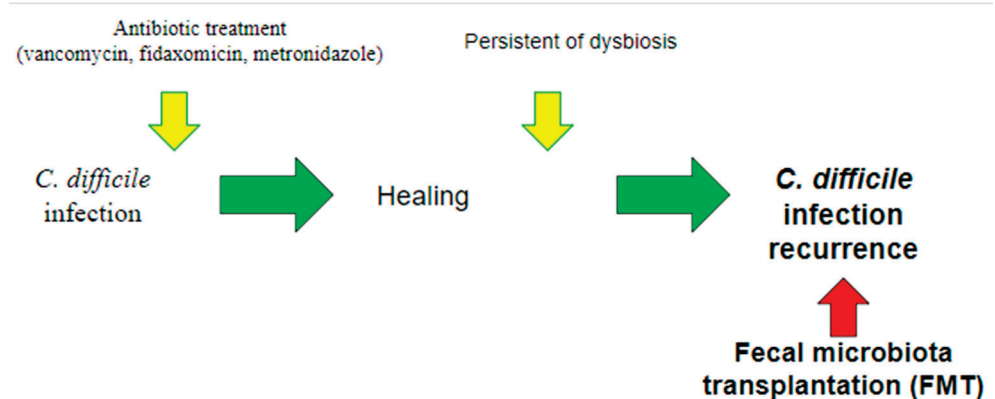 Antibiotic treatment
(vancomycin, fidaxomicin, metronidazole)
Persistent of dysbiosis
C. difficile
infection
Healing
C. difficile
infection
recurrence
Fecal microbiota
transplantation (FMT)